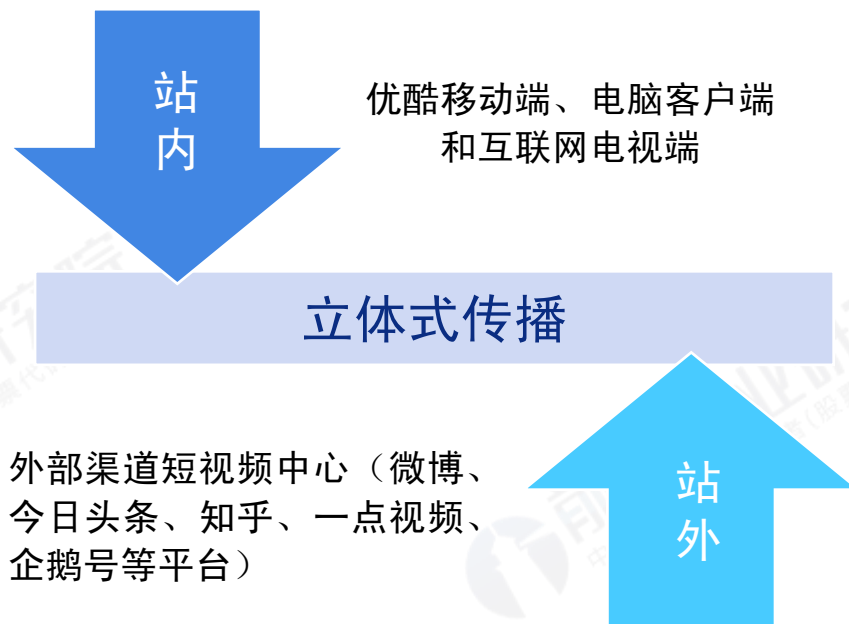 站
内
优酷移动端、电脑客户端
和互联网电视端
立体式传播
外部渠道短视频中心（微博、
今日头条、知乎、一点视频、
企鹅号等平台）
站
外